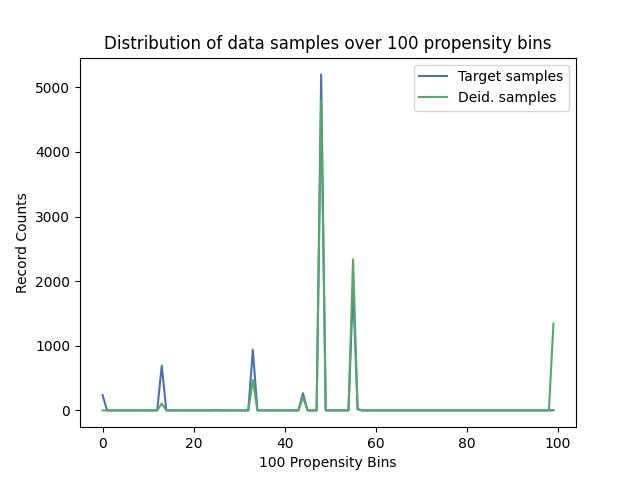 Distribution of data samples over 100 propensity bins
Target samples
Deid. samples
5000
4000
3000
2000
1000
0
Record Counts
0 20 40 60 80 100
100 Propensity Bins